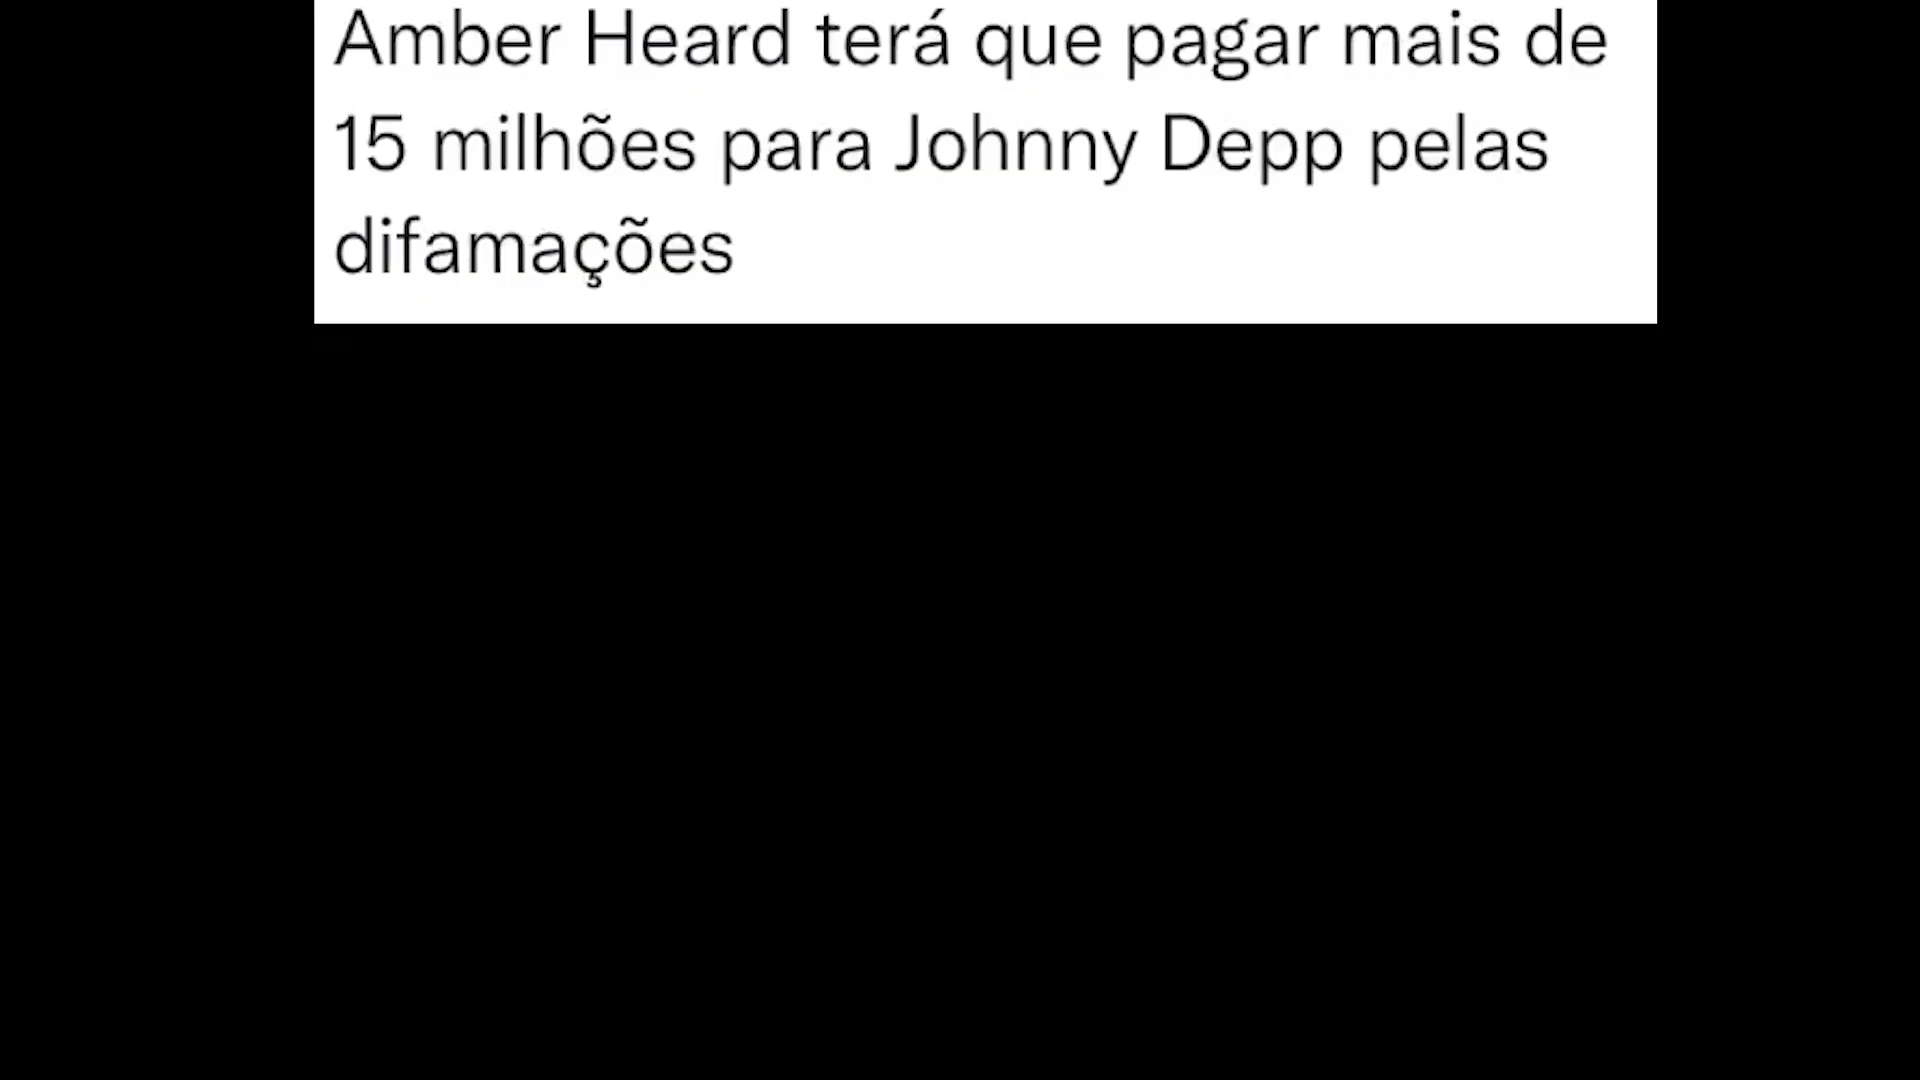 Amber Heard terá que pagar mais de
15 milhões para Johnny Depp pelas
difamações